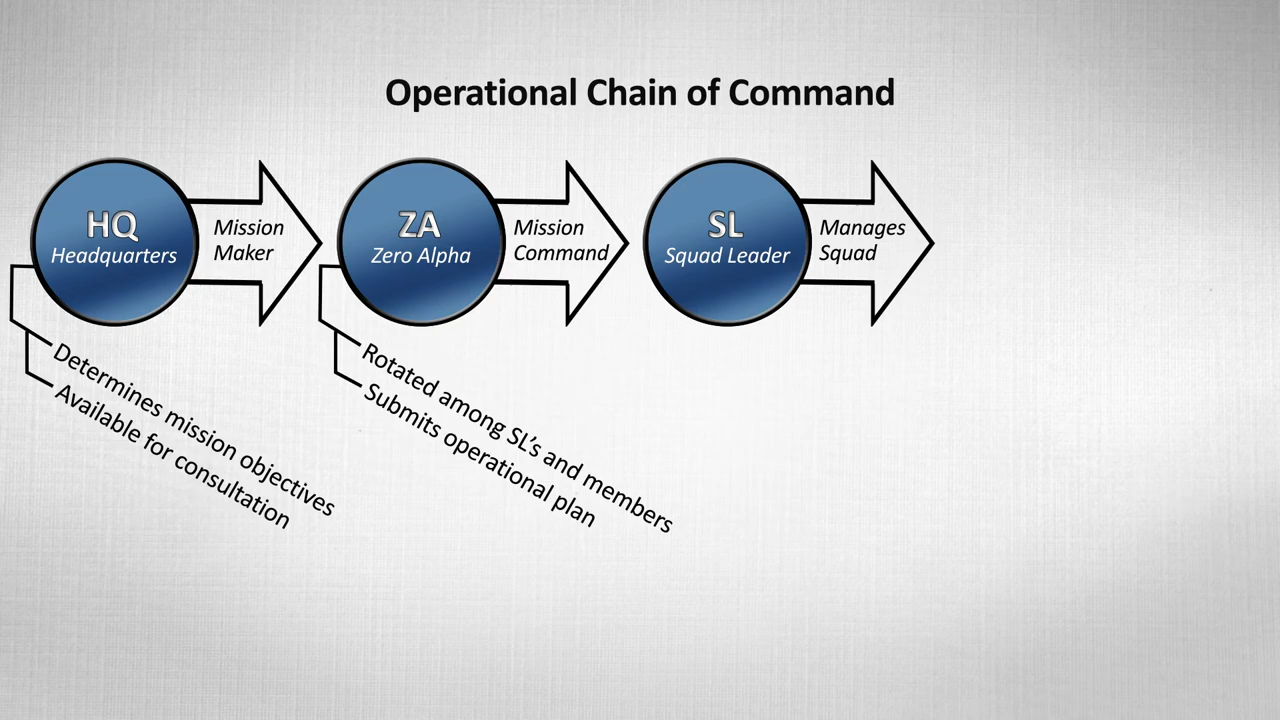 Operational Chain of Command
HQ
Headquarters
Mission
Maker
ZA
Zero Alpha
Mission
Command
SL
Squad Leader
Manages
Squad
Determines mission objectives
Available for consultation
Rotated among SL’s and members
Submits operational plan